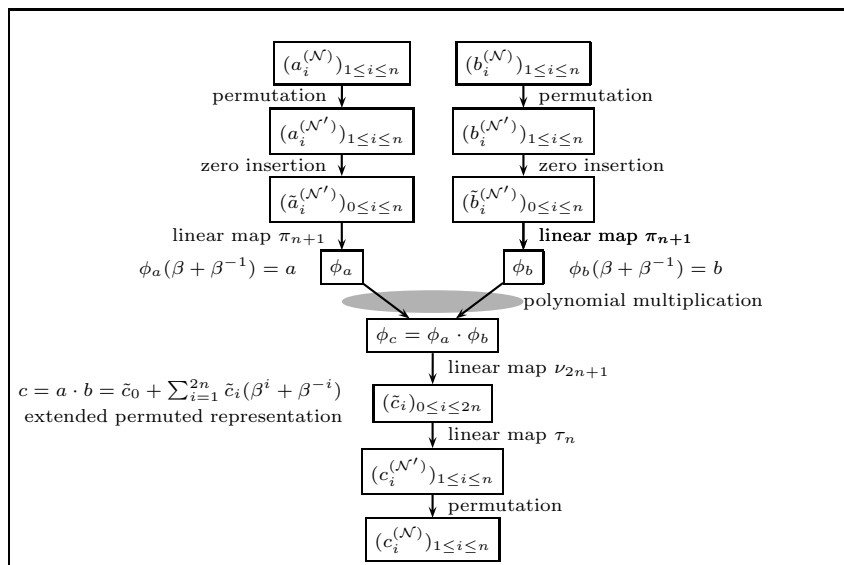 (a_i^{(𝒩)})_{1≤i≤n} (b_i^{(𝒩)})_{1≤i≤n}
permutation permutation
(a_i^{(𝒩′)})_{1≤i≤n} (b_i^{(𝒩′)})_{1≤i≤n}
zero insertion zero insertion
(ã_i^{(𝒩′)})_{0≤i≤n} (b̃_i^{(𝒩′)})_{0≤i≤n}
linear map π_{n+1} linear map π_{n+1}
ϕ_a(β + β^{−1}) = a ϕ_a ϕ_b ϕ_b(β + β^{−1}) = b
polynomial multiplication
ϕ_c = ϕ_a · ϕ_b
linear map ν_{2n+1}
c = a · b = c̃_0 + ∑_{i=1}^{2n} c̃_i(β^i + β^{−i})
(c̃_i)_{0≤i≤2n}
extended permuted representation
linear map τ_n
(c_i^{(𝒩′)})_{1≤i≤n}
permutation
(c_i^{(𝒩)})_{1≤i≤n}